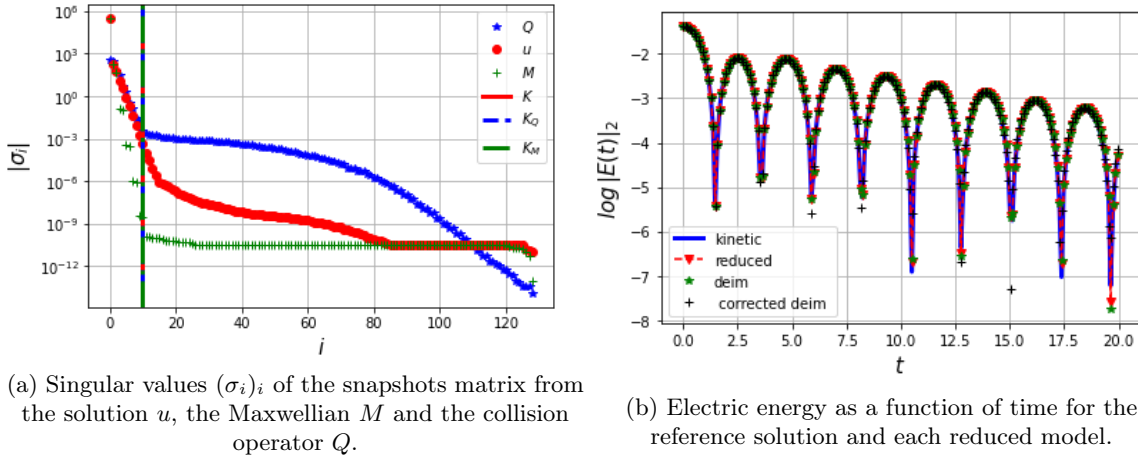 10^6
10^3
10^0
10^{-3}
10^{-6}
10^{-9}
10^{-12}
|σ_i|
0 20 40 60 80 100 120
i
Q
u
M
K
K_Q
K_M
(a) Singular values (σ_i)_i of the snapshots matrix from
the solution u, the Maxwellian M and the collision
operator Q.
−2
−3
−4
−5
−6
−7
−8
log |E(t)|_2
0.0 2.5 5.0 7.5 10.0 12.5 15.0 17.5 20.0
t
kinetic
reduced
deim
corrected deim
(b) Electric energy as a function of time for the
reference solution and each reduced model.